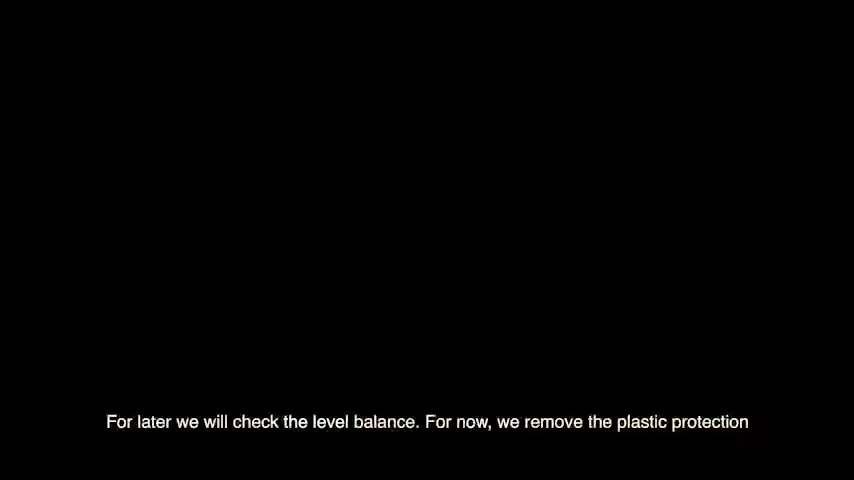 For later we will check the level balance. For now, we remove the plastic protection